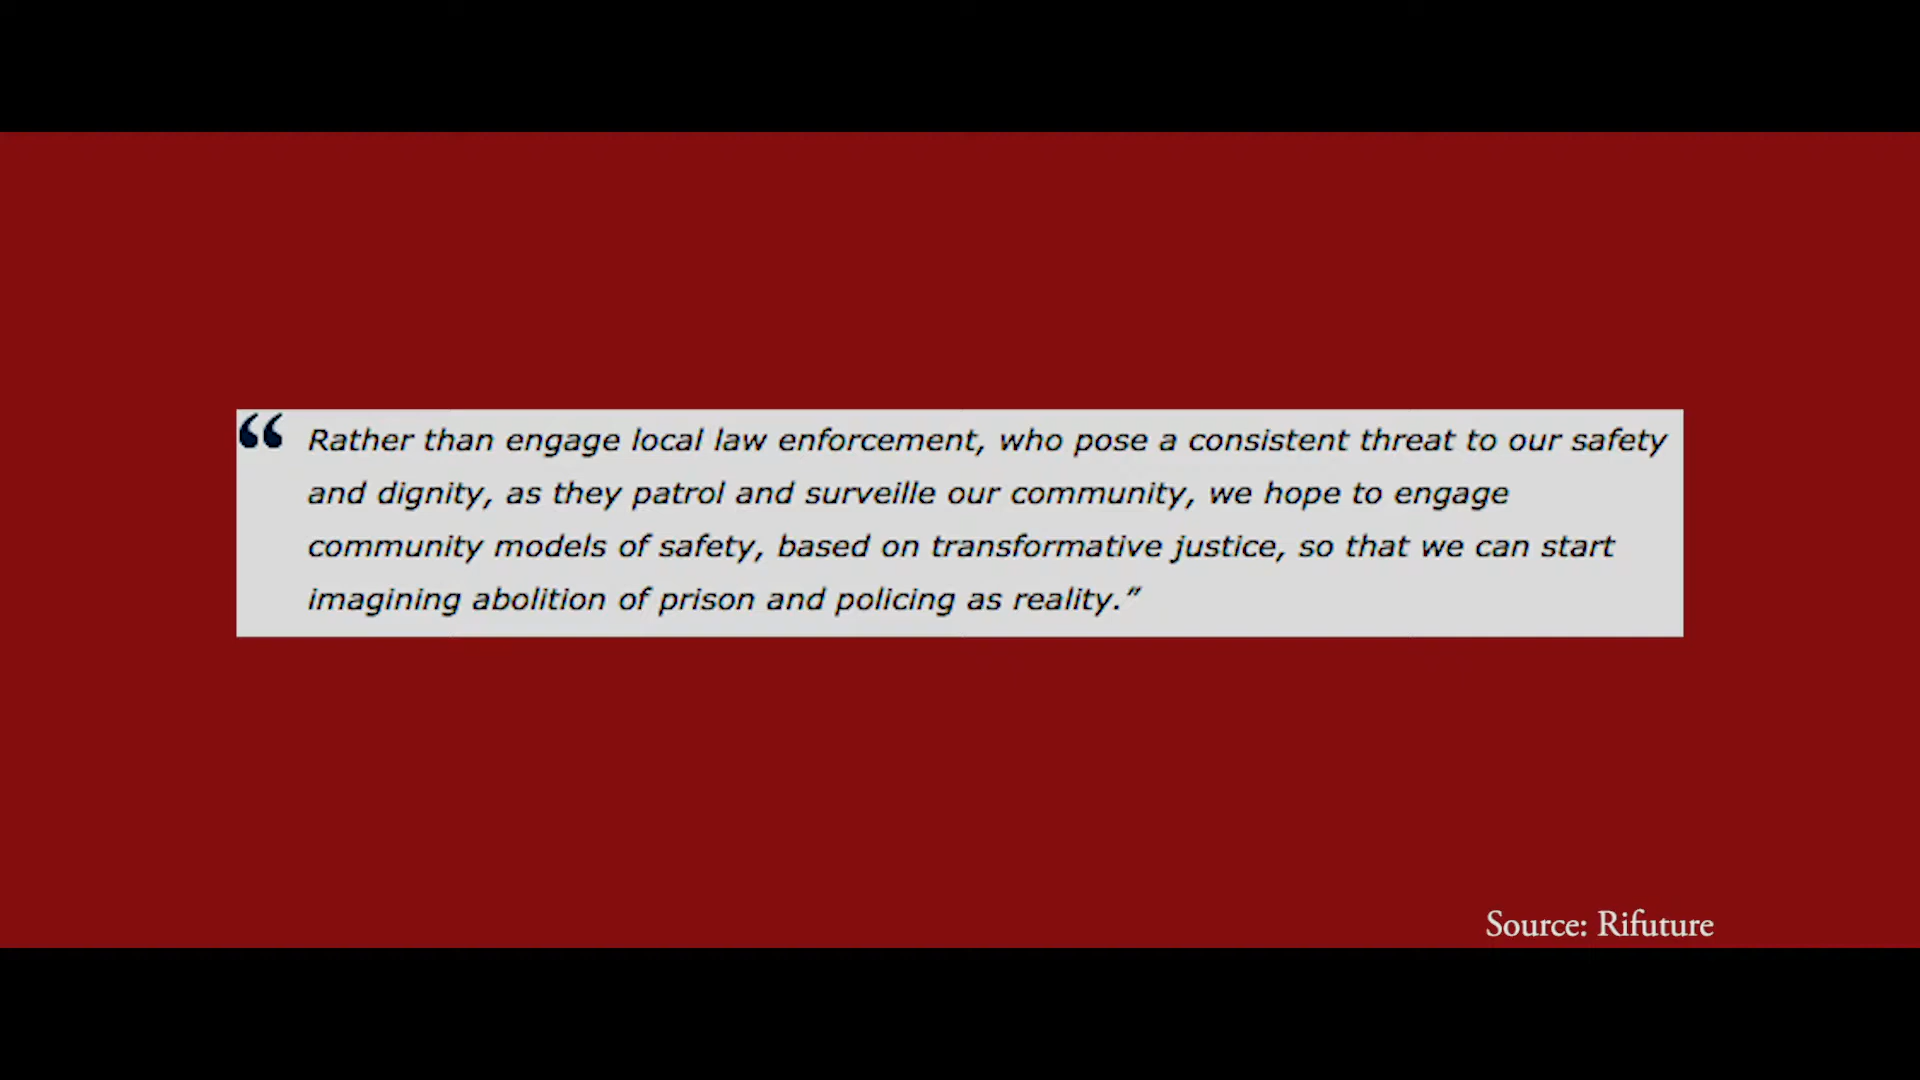 “ Rather than engage local law enforcement, who pose a consistent threat to our safety
and dignity, as they patrol and surveille our community, we hope to engage
community models of safety, based on transformative justice, so that we can start
imagining abolition of prison and policing as reality.”
Source: Rifuture